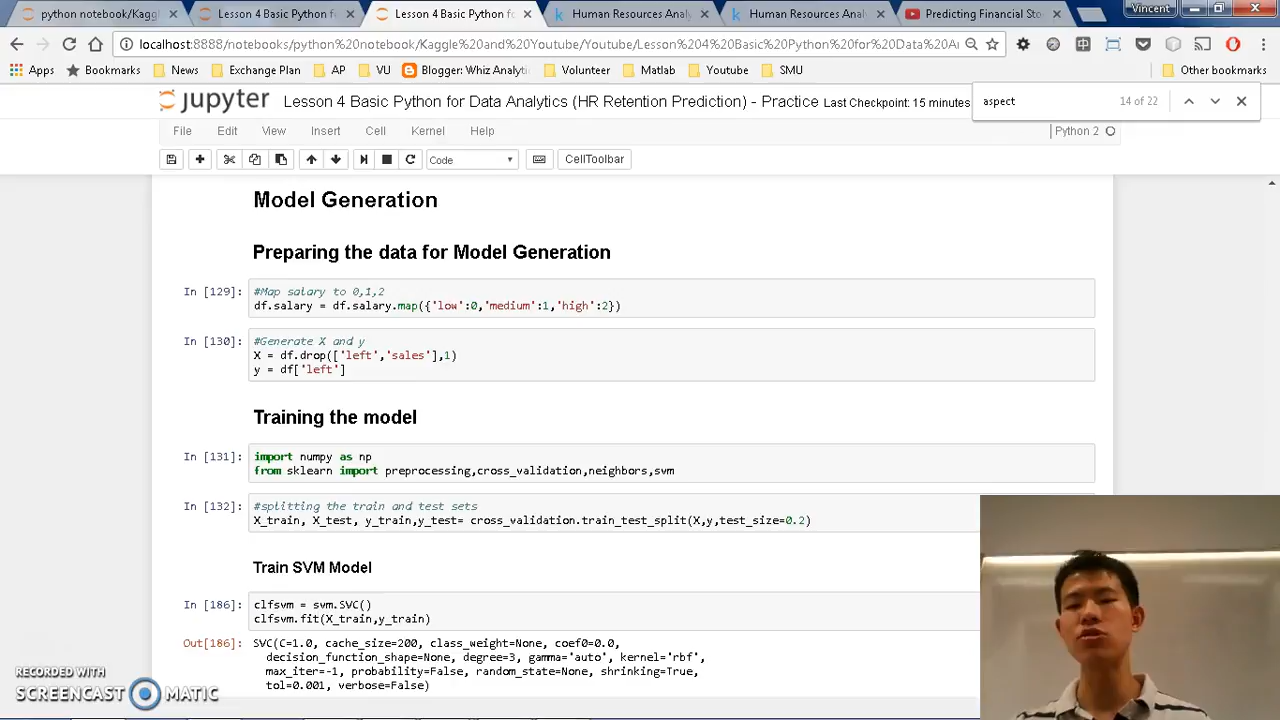 python notebook/Kaggl
Lesson 4 Basic Python f
Lesson 4 Basic Python fo
Human Resources Analy
Human Resources Anal
Predicting Financial Sto
Vincent
localhost:8888/notebooks/python%20notebook/Kaggle%20and%20Youtube/Youtube/Lesson%204%20Basic%20Python%20for%20Data%20A
Apps Bookmarks News Exchange Plan AP VU Blogger: Whiz Analytic Volunteer Matlab Youtube SMU Other bookmarks
aspect 14 of 22
jupyter Lesson 4 Basic Python for Data Analytics (HR Retention Prediction) - Practice Last Checkpoint: 15 minutes
File Edit View Insert Cell Kernel Help Python 2
Code CellToolbar
Model Generation
Preparing the data for Model Generation
In [129]: #Map salary to 0,1,2
df.salary = df.salary.map({'low':0,'medium':1,'high':2})
In [130]: #Generate X and y
X = df.drop(['left','sales'],1)
y = df['left']
Training the model
In [131]: import numpy as np
from sklearn import preprocessing,cross_validation,neighbors,svm
In [132]: #splitting the train and test sets
X_train, X_test, y_train,y_test= cross_validation.train_test_split(X,y,test_size=0.2)
Train SVM Model
In [186]: clfsvm = svm.SVC()
clfsvm.fit(X_train,y_train)
Out[186]: SVC(C=1.0, cache_size=200, class_weight=None, coef0=0.0,
decision_function_shape=None, degree=3, gamma='auto', kernel='rbf',
max_iter=-1, probability=False, random_state=None, shrinking=True,
tol=0.001, verbose=False)
RECORDED WITH
SCREENCAST MATIC